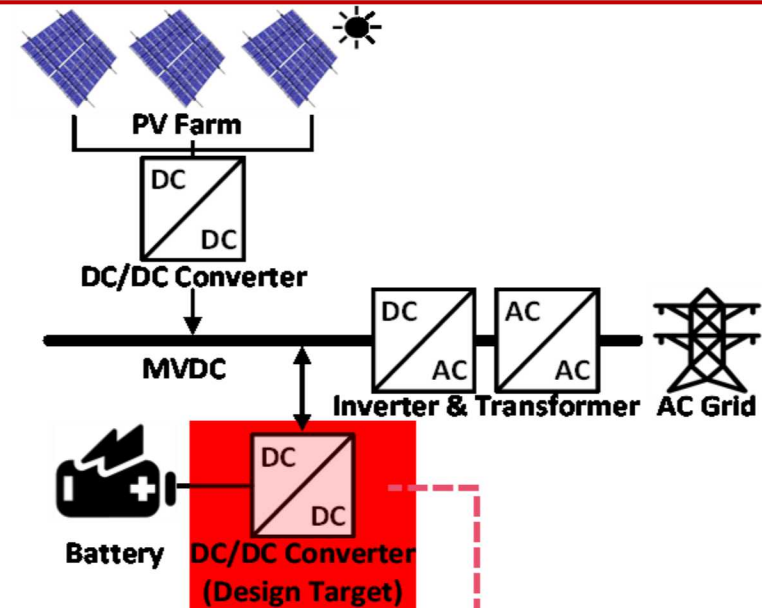 PV Farm
DC
DC
DC/DC Converter
MVDC
DC
AC
AC
AC
Inverter & Transformer
AC Grid
DC
DC
Battery
DC/DC Converter
(Design Target)